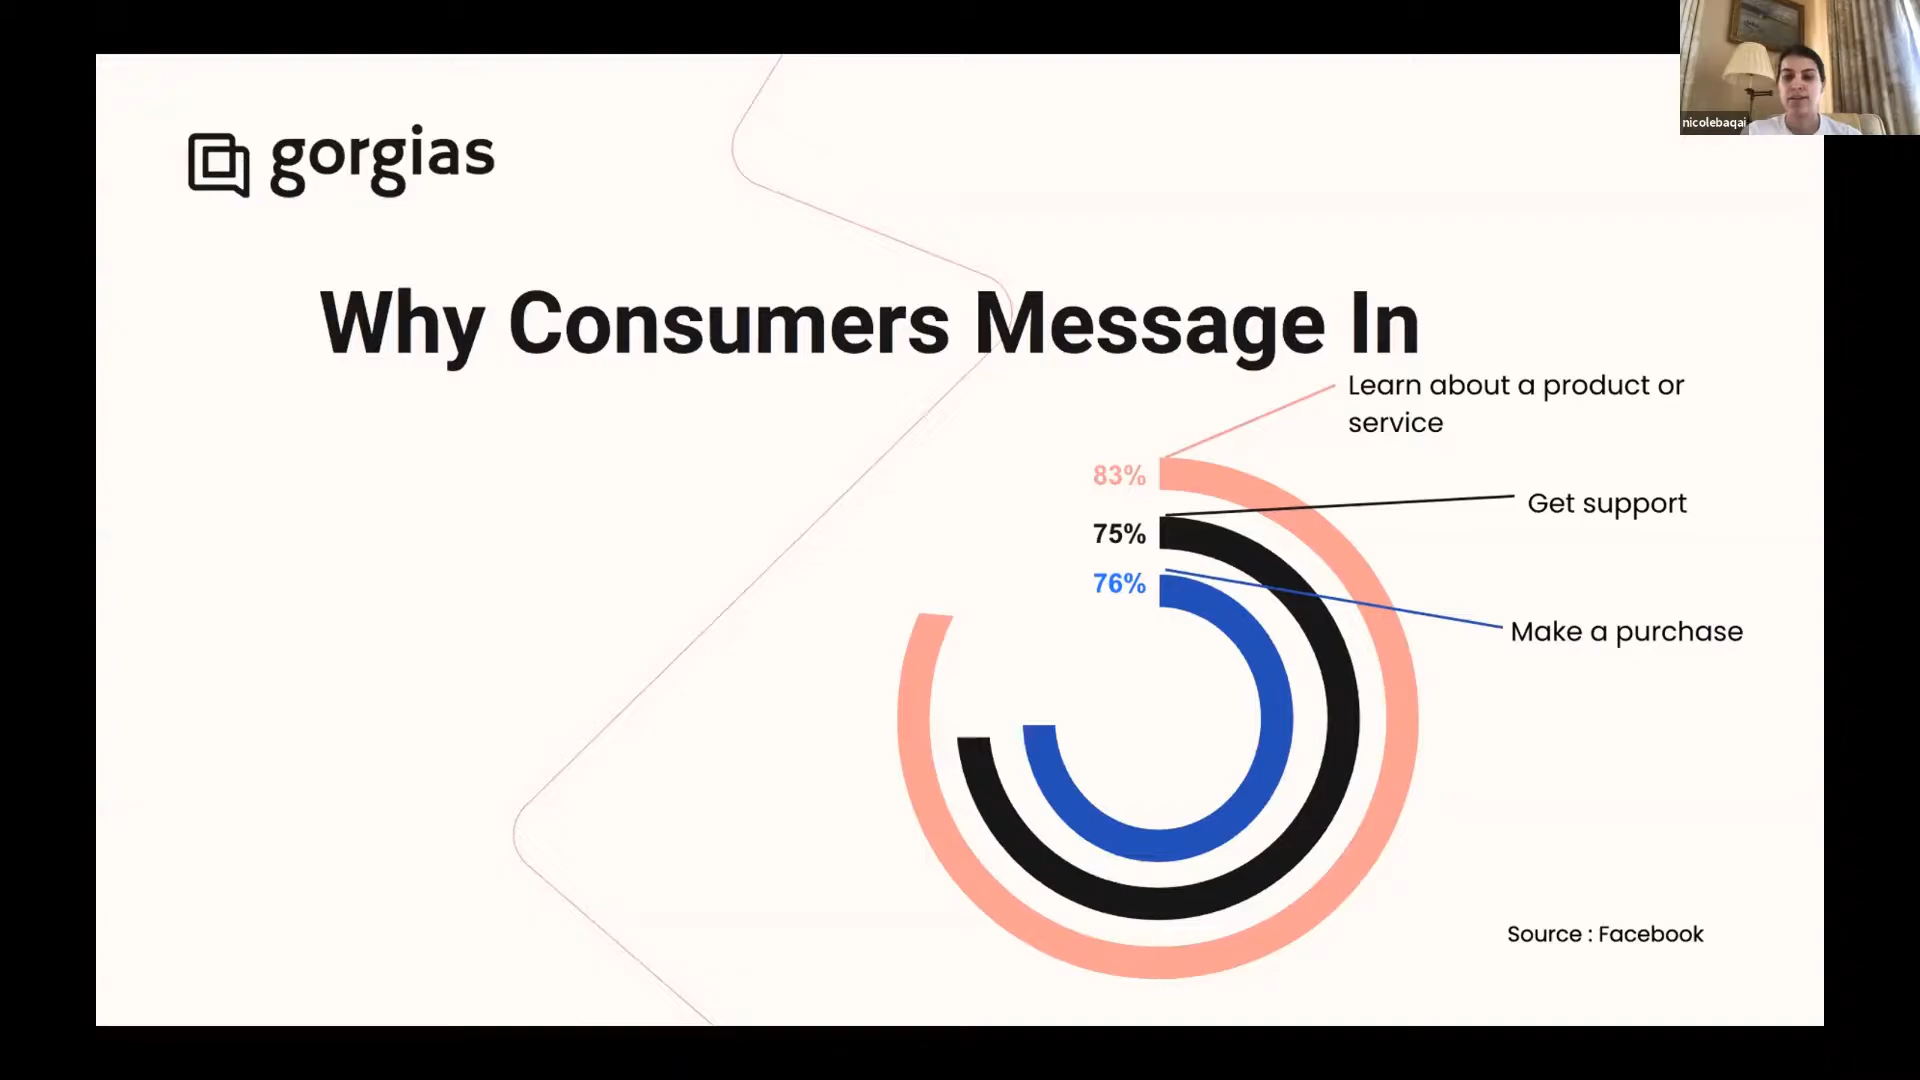 nicolebaqai
gorgias
Why Consumers Message In
Learn about a product or
service
83%
Get support
75%
76%
Make a purchase
Source : Facebook